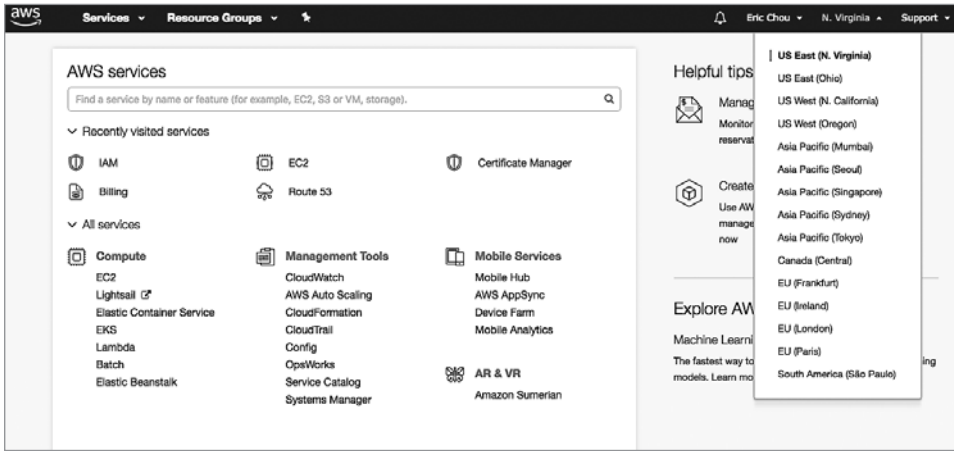 aws
Services
Resource Groups
Eric Chou
N. Virginia
Support
AWS services
Find a service by name or feature (for example, EC2, S3 or VM, storage).
Recently visited services
IAM
EC2
Certificate Manager
Billing
Route 53
All services
Compute
EC2
Lightsail
Elastic Container Service
EKS
Lambda
Batch
Elastic Beanstalk
Management Tools
CloudWatch
AWS Auto Scaling
CloudFormation
CloudTrail
Config
OpsWorks
Service Catalog
Systems Manager
Mobile Services
Mobile Hub
AWS AppSync
Device Farm
Mobile Analytics
AR & VR
Amazon Sumerian
Helpful tips
Manag
Monitor
reservat
Create
Use AW
manage
now
Explore AW
Machine Learni
The fastest way to
ing
models. Learn mo
US East (N. Virginia)
US East (Ohio)
US West (N. California)
US West (Oregon)
Asia Pacific (Mumbai)
Asia Pacific (Seoul)
Asia Pacific (Singapore)
Asia Pacific (Sydney)
Asia Pacific (Tokyo)
Canada (Central)
EU (Frankfurt)
EU (Ireland)
EU (London)
EU (Paris)
South America (São Paulo)